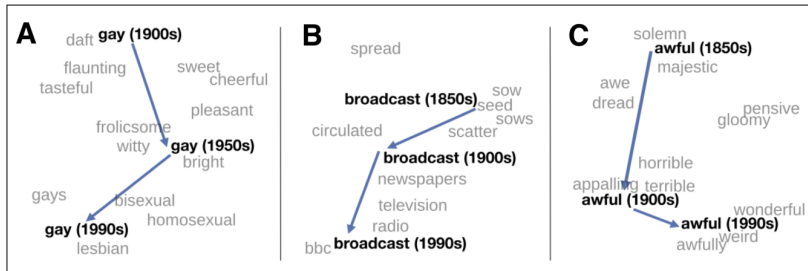 A
daft gay (1900s)
flaunting
sweet
tasteful
cheerful
pleasant
frolicsome
witty
gay (1950s)
bright
gays
bisexual
homosexual
gay (1990s)
lesbian
B
spread
broadcast (1850s)
sow
seed
sows
circulated
scatter
broadcast (1900s)
newspapers
television
radio
bbc broadcast (1990s)
C
solemn
awful (1850s)
majestic
awe
dread
pensive
gloomy
horrible
appalling terrible
awful (1900s)
wonderful
awful (1990s)
weird
awfully